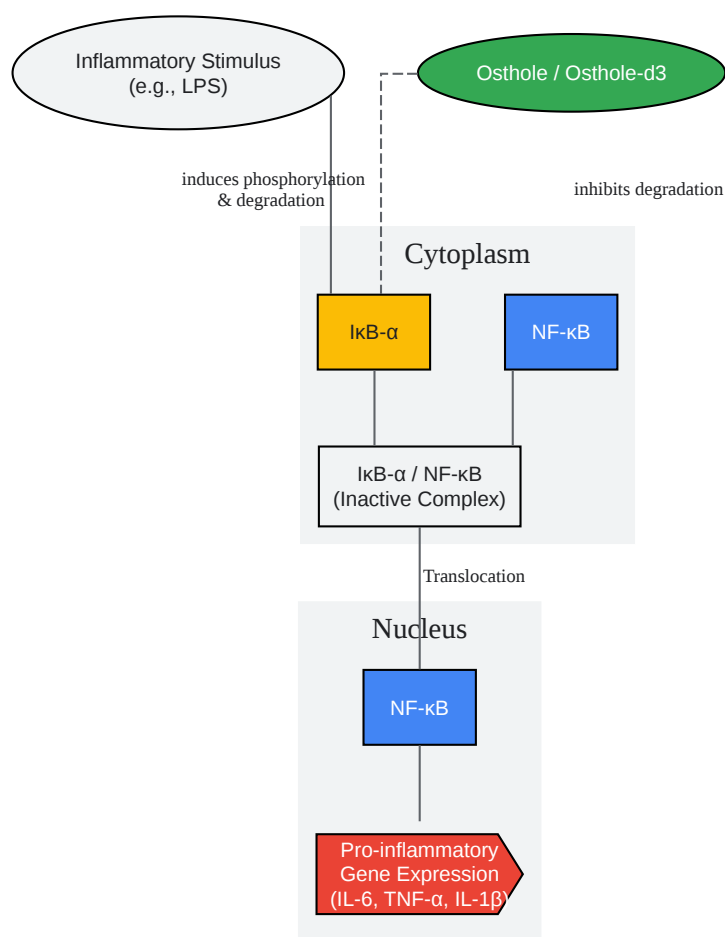 Inflammatory Stimulus
(e.g., LPS)
Osthole / Osthole-d3
induces phosphorylation
& degradation
inhibits degradation
Cytoplasm
IκB-α
NF-κB
IκB-α / NF-κB
(Inactive Complex)
Translocation
Nucleus
NF-κB
Pro-inflammatory
Gene Expression
(IL-6, TNF-α, IL-1β)